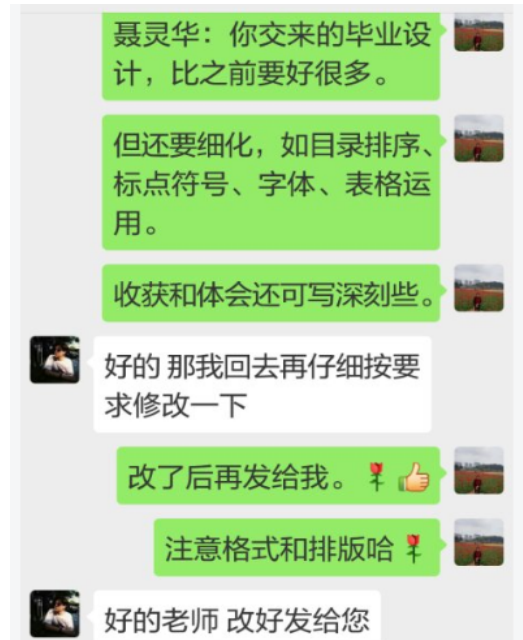 聂灵华：你交来的毕业设
计，比之前要好很多。
但还要细化，如目录排序、
标点符号、字体、表格运
用。
收获和体会还可写深刻些。
好的 那我回去再仔细按要
求修改一下
改了后再发给我。🌹👍
注意格式和排版哈🌹
好的老师 改好发给您